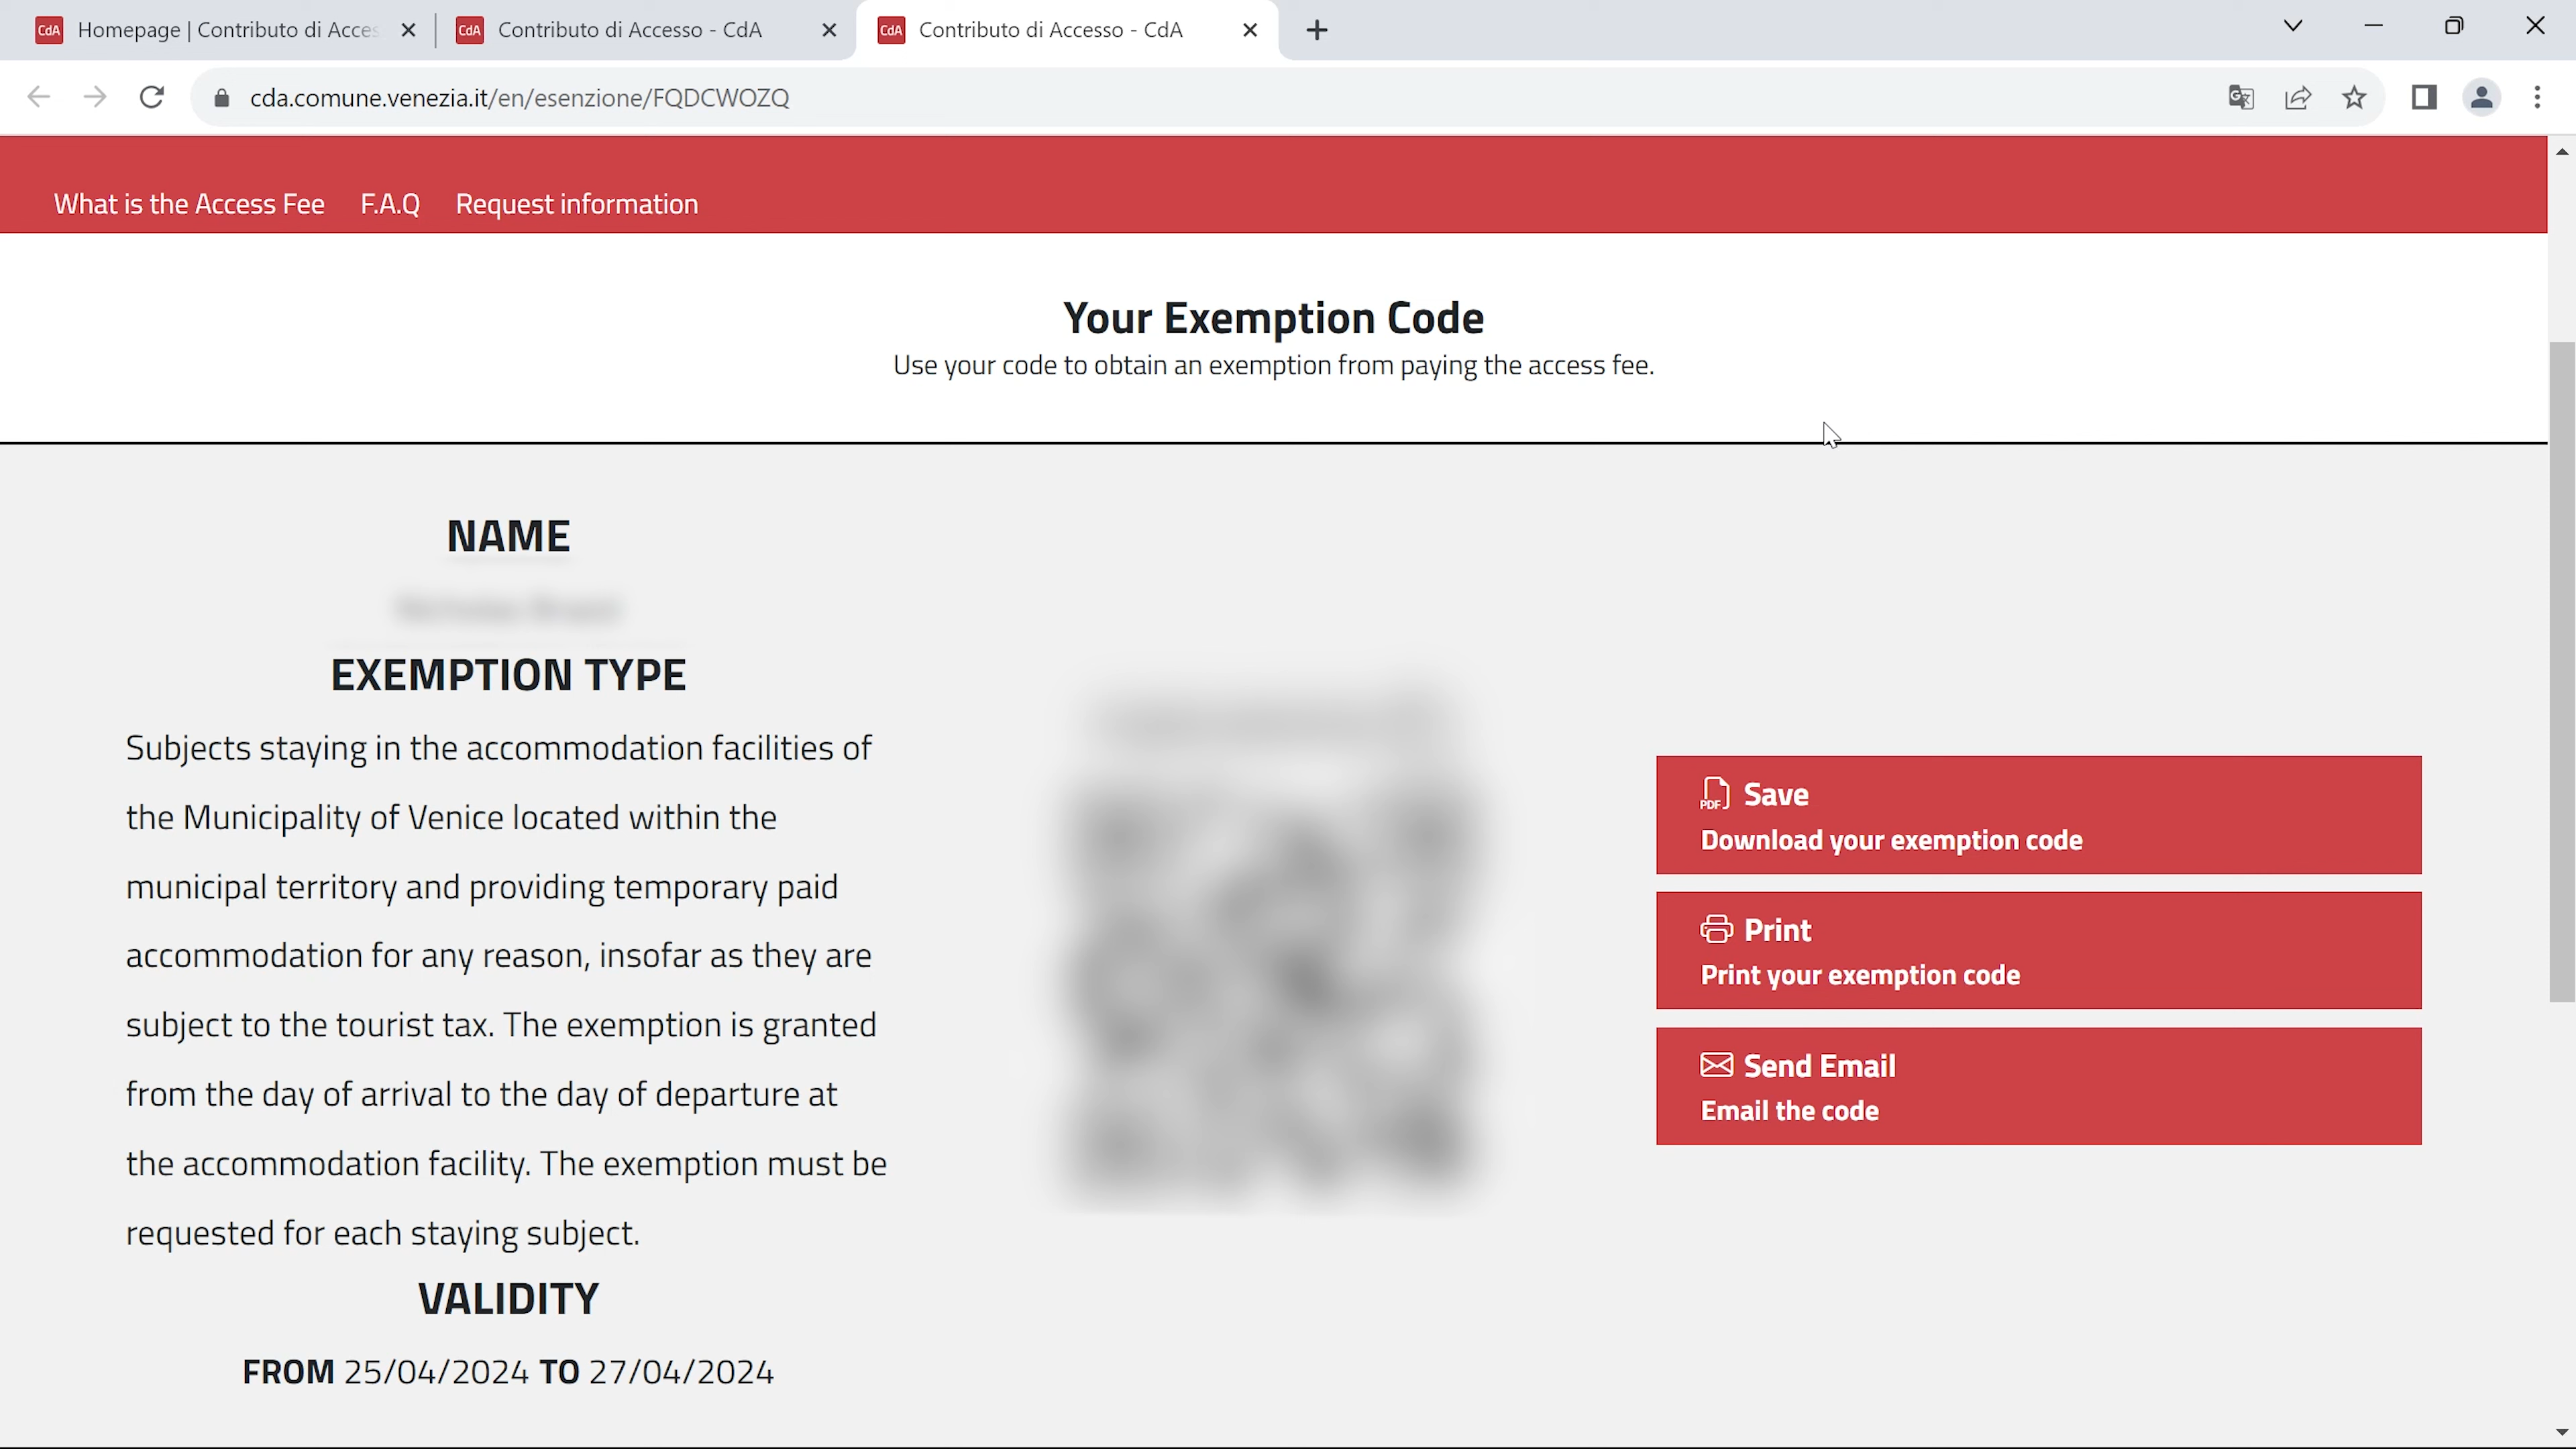 CdA Homepage | Contributo di Acces
CdA Contributo di Accesso - CdA
CdA Contributo di Accesso - CdA
cda.comune.venezia.it/en/esenzione/FQDCWOZQ
What is the Access Fee F.A.Q Request information
Your Exemption Code
Use your code to obtain an exemption from paying the access fee.
NAME
EXEMPTION TYPE
Subjects staying in the accommodation facilities of
the Municipality of Venice located within the
municipal territory and providing temporary paid
accommodation for any reason, insofar as they are
subject to the tourist tax. The exemption is granted
from the day of arrival to the day of departure at
the accommodation facility. The exemption must be
requested for each staying subject.
VALIDITY
FROM 25/04/2024 TO 27/04/2024
PDF Save
Download your exemption code
Print
Print your exemption code
Send Email
Email the code